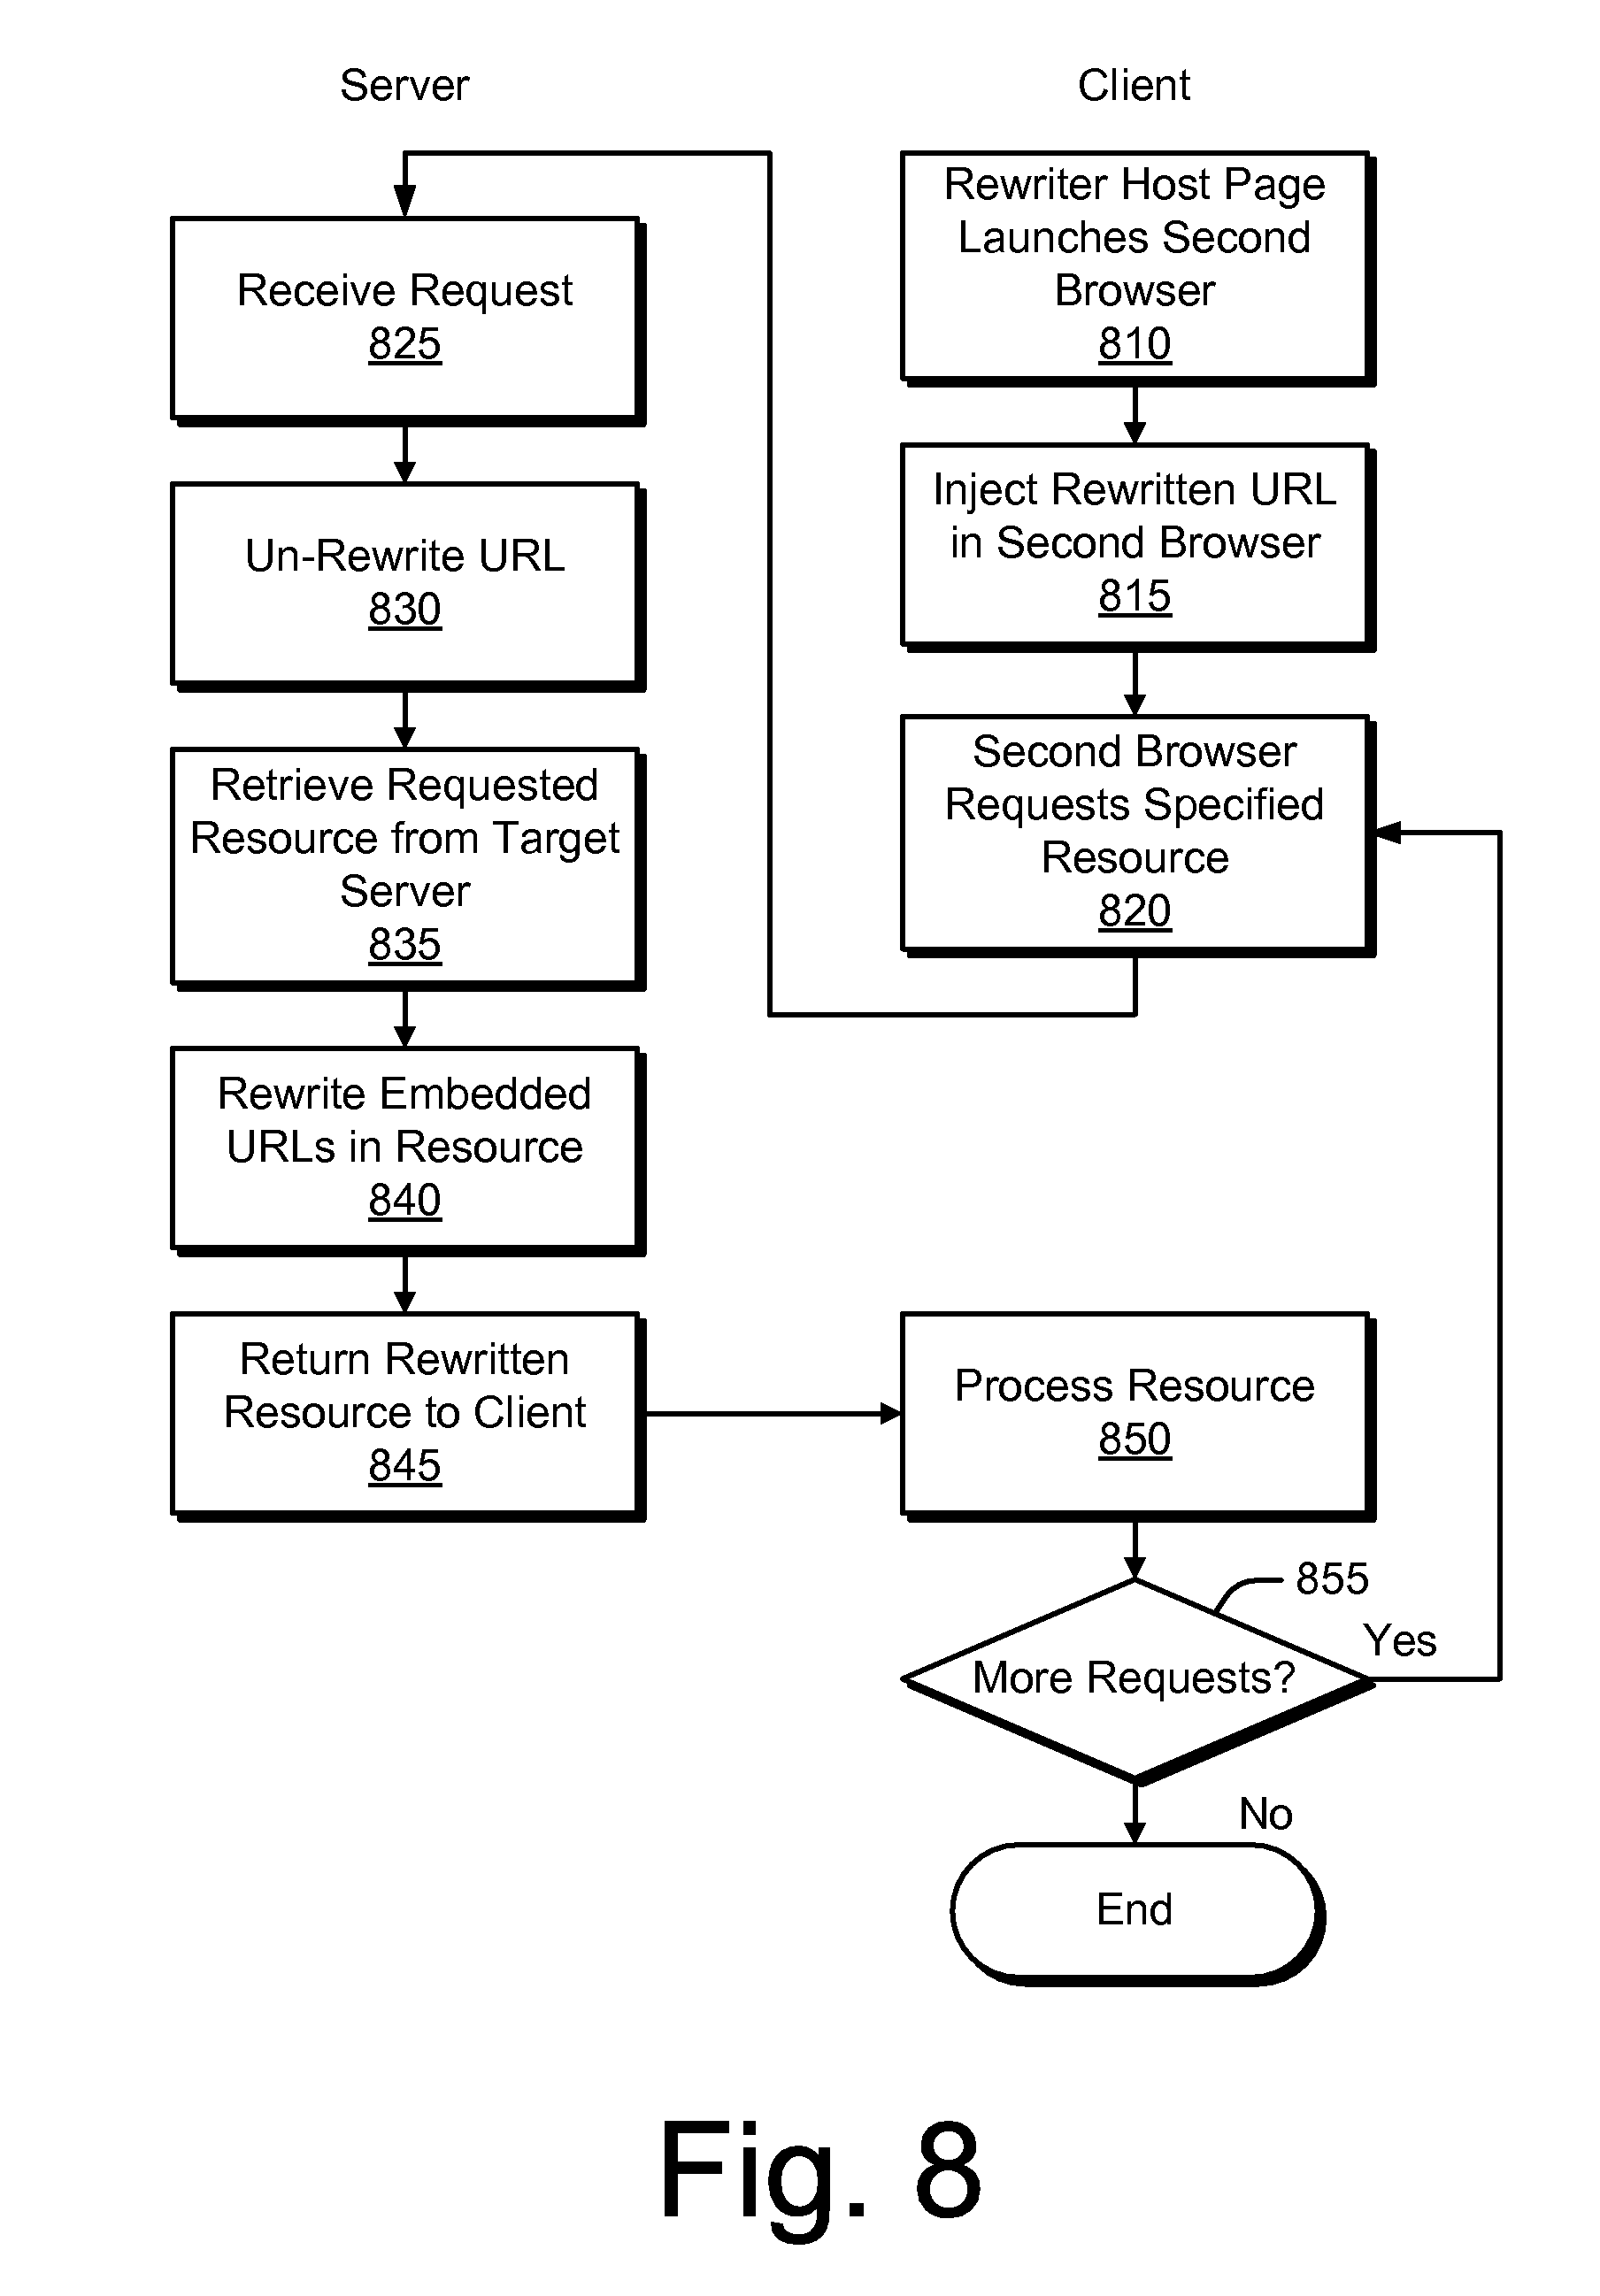 Server
Client
Rewriter Host Page
Launches Second
Browser
810
Inject Rewritten URL
in Second Browser
815
Second Browser
Requests Specified
Resource
820
Receive Request
825
Un-Rewrite URL
830
Retrieve Requested
Resource from Target
Server
835
Rewrite Embedded
URLs in Resource
840
Return Rewritten
Resource to Client
845
Process Resource
850
855
More Requests?
Yes
No
End
Fig. 8